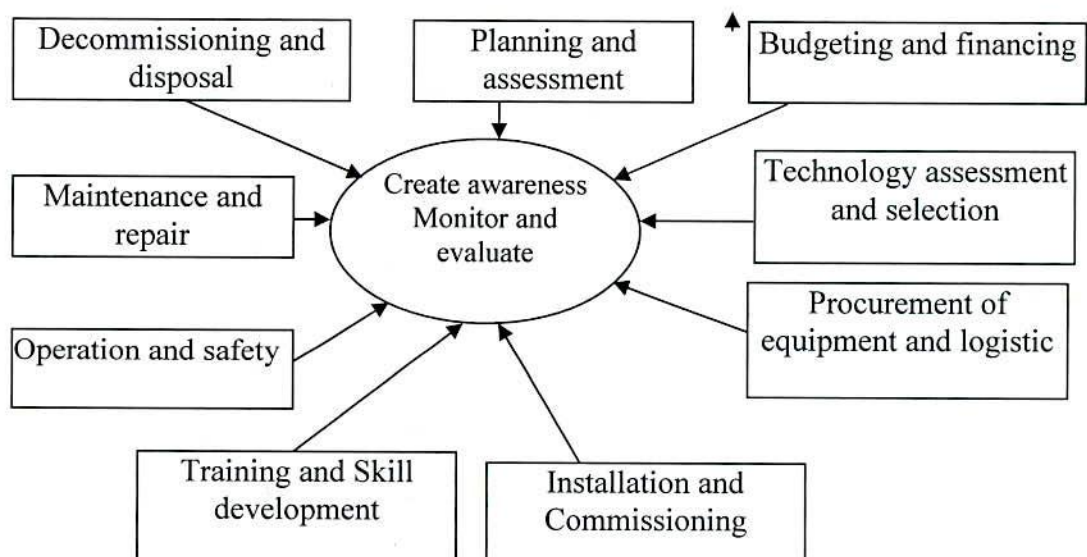 Decommissioning and
disposal
Planning and
assessment
Budgeting and financing
Create awareness
Monitor and
evaluate
Technology assessment
and selection
Maintenance and
repair
Procurement of
equipment and logistic
Operation and safety
Training and Skill
development
Installation and
Commissioning